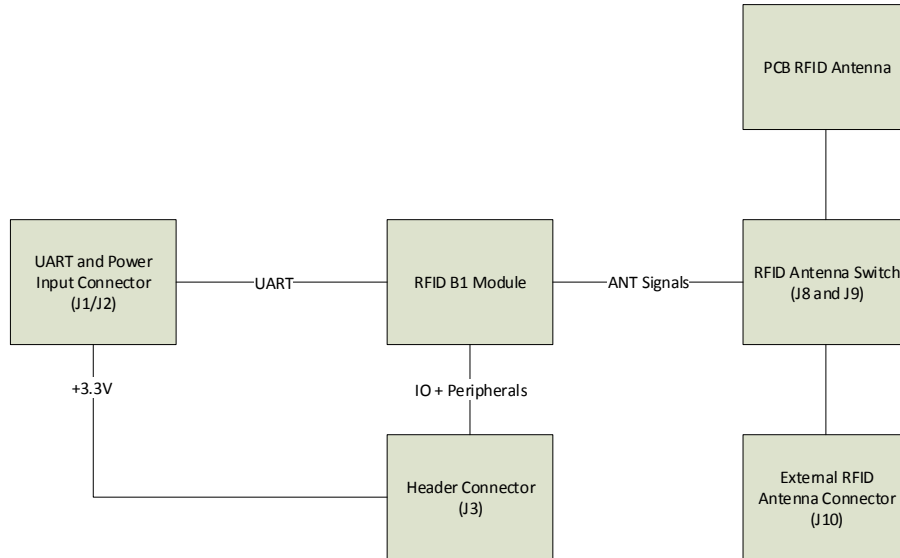 PCB RFID Antenna
UART and Power
Input Connector
(J1/J2)
UART
RFID B1 Module
ANT Signals
RFID Antenna Switch
(J8 and J9)
+3.3V
IO + Peripherals
Header Connector
(J3)
External RFID
Antenna Connector
(J10)